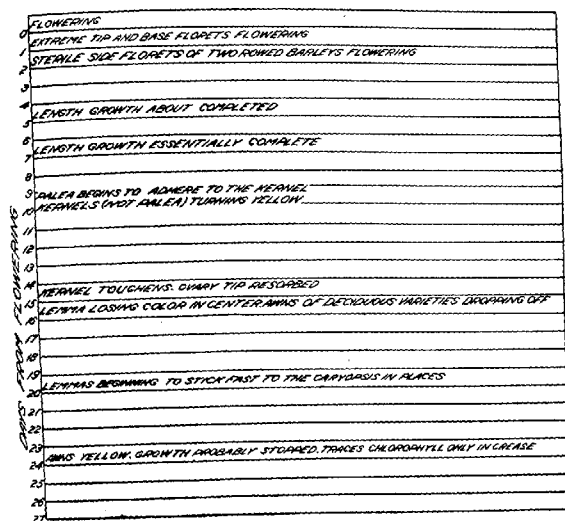 FLOWERING
0
EXTREME TIP AND BASE FLORETS FLOWERING
1
STERILE SIDE FLORETS OF TWO ROWED BARLEYS FLOWERING
2
3
4
LENGTH GROWTH ABOUT COMPLETED
5
6
LENGTH GROWTH ESSENTIALLY COMPLETE
7
8
9
PALEA BEGINS TO ADHERE TO THE KERNEL
KERNELS (NOT PALEA) TURNING YELLOW
10
11
12
13
14
KERNEL TOUGHENS. OVARY TIP RESORBED
15
LEMMA LOSING COLOR IN CENTER AWNS OF DECIDUOUS VARIETIES DROPPING OFF
16
17
18
19
LEMMAS BEGINNING TO STICK FAST TO THE CARYOPSIS IN PLACES
20
21
22
23
AWNS YELLOW. GROWTH PROBABLY STOPPED. TRACES CHLOROPHYLL ONLY IN CREASE
24
25
26
27
DAYS FROM FLOWERING